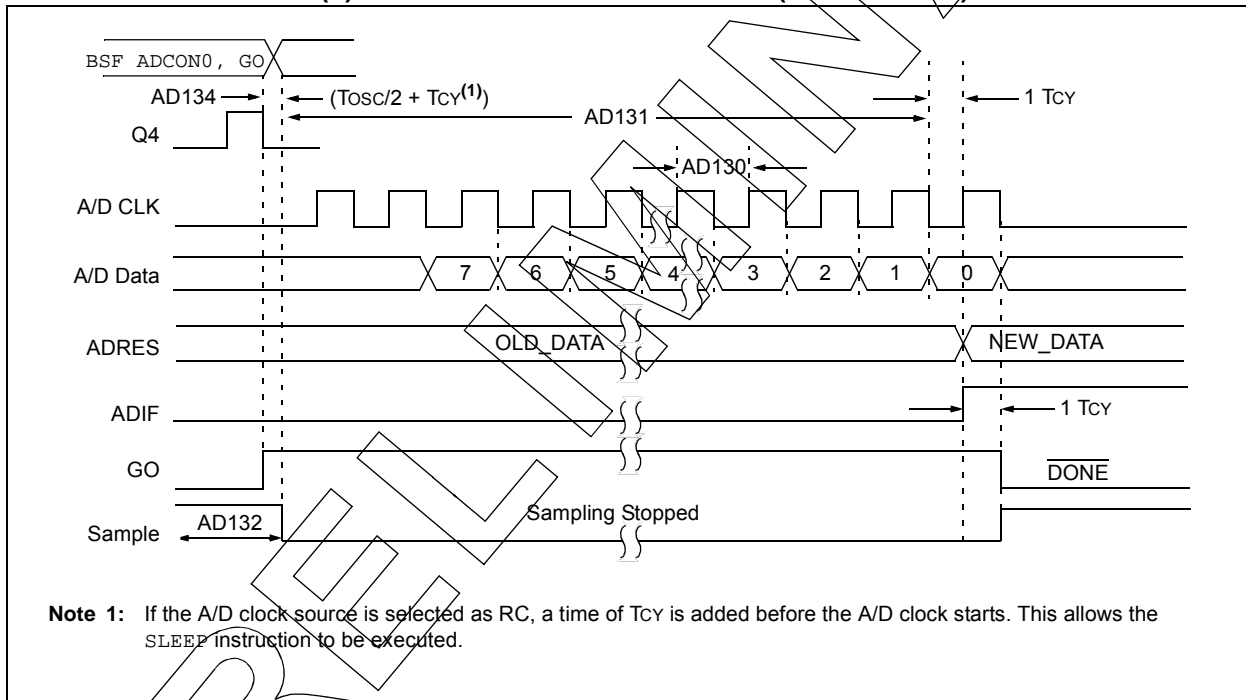 BSF ADCON0, GO
AD134
(TOSC/2 + TCY(1))
1 TCY
AD131
Q4
AD130
A/D CLK
A/D Data
7 6 5 4 3 2 1 0
ADRES
OLD_DATA
NEW_DATA
ADIF
1 TCY
GO
DONE
Sample
AD132
Sampling Stopped
Note 1: If the A/D clock source is selected as RC, a time of TCY is added before the A/D clock starts. This allows the
SLEEP instruction to be executed.